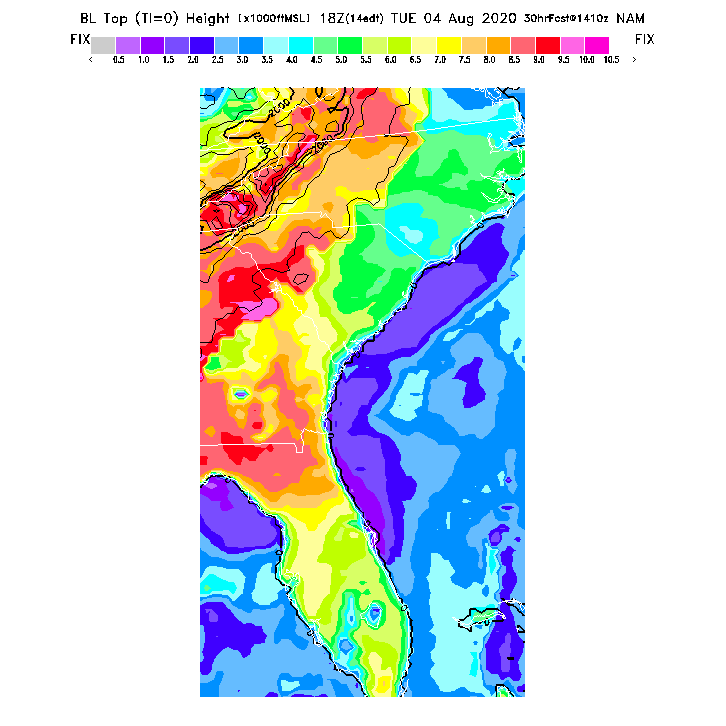 BL Top (TI=0) Height [x1000ftMSL] 18Z(14edt) TUE 04 Aug 2020 30hrFcst@1410z NAM
FIX FIX
< 0.5 1.0 1.5 2.0 2.5 3.0 3.5 4.0 4.5 5.0 5.5 6.0 6.5 7.0 7.5 8.0 8.5 9.0 9.5 10.0 10.5 >
2000
2000
2000